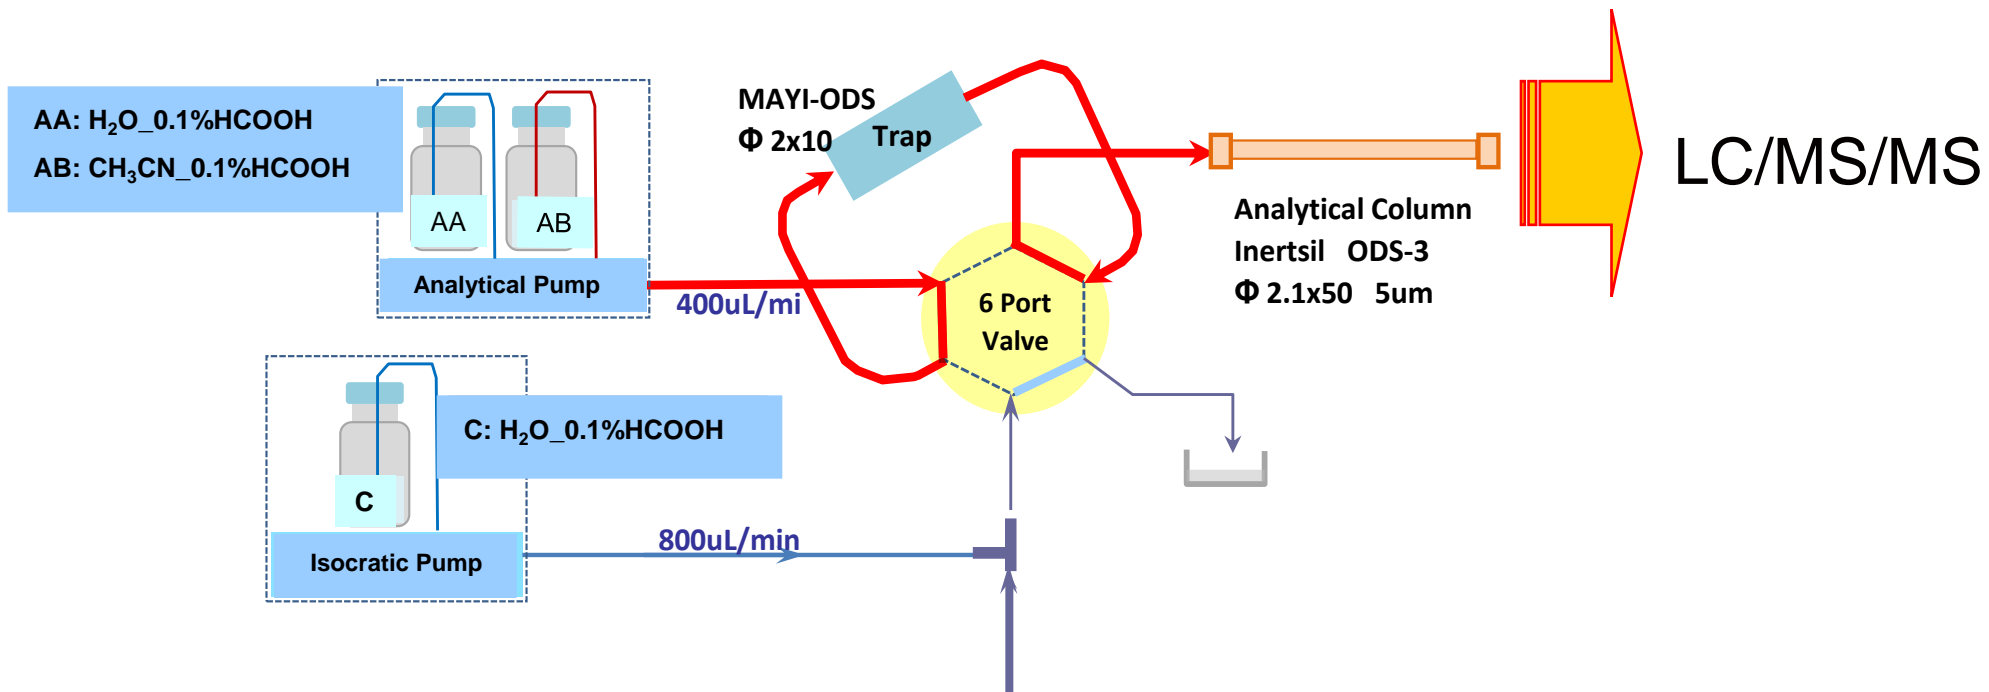 AA: H₂O_0.1%HCOOH
AB: CH₃CN_0.1%HCOOH
AA
AB
Analytical Pump
400uL/mi
MAYI-ODS
Φ 2x10
Trap
6 Port
Valve
Analytical Column
Inertsil ODS-3
Φ 2.1x50 5um
LC/MS/MS
C: H₂O_0.1%HCOOH
C
Isocratic Pump
800uL/min